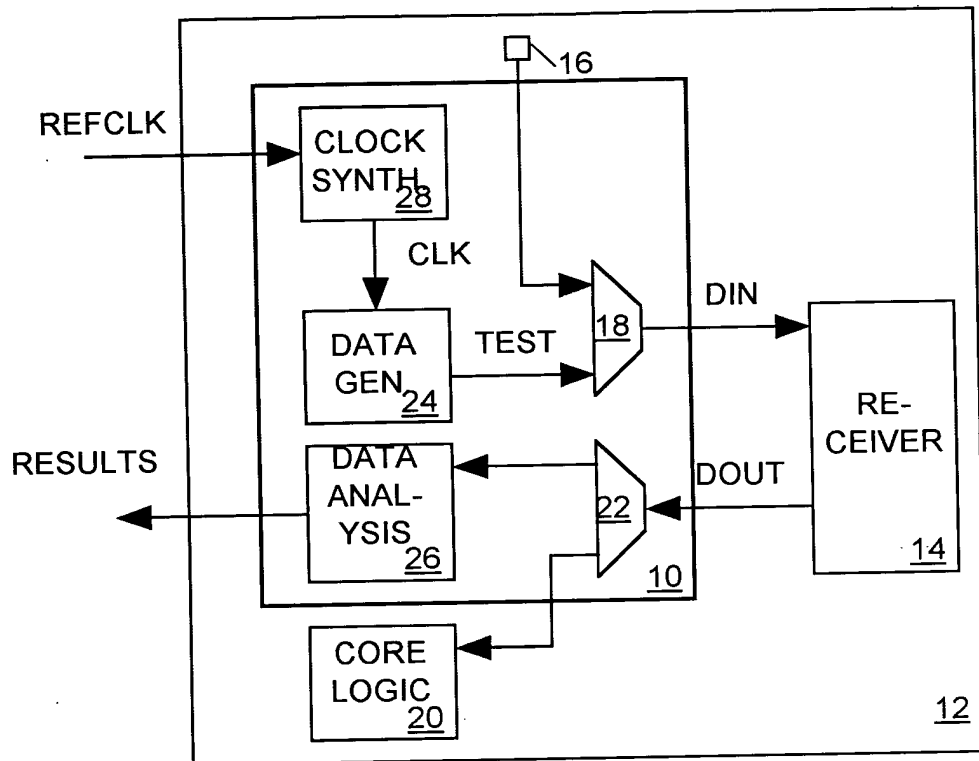 16
REFCLK
CLOCK
SYNTH.
28
CLK
DIN
18
DATA
GEN.
24
TEST
RE-
CEIVER
14
RESULTS
DATA
ANAL-
YSIS
26
22
DOUT
10
CORE
LOGIC
20
12